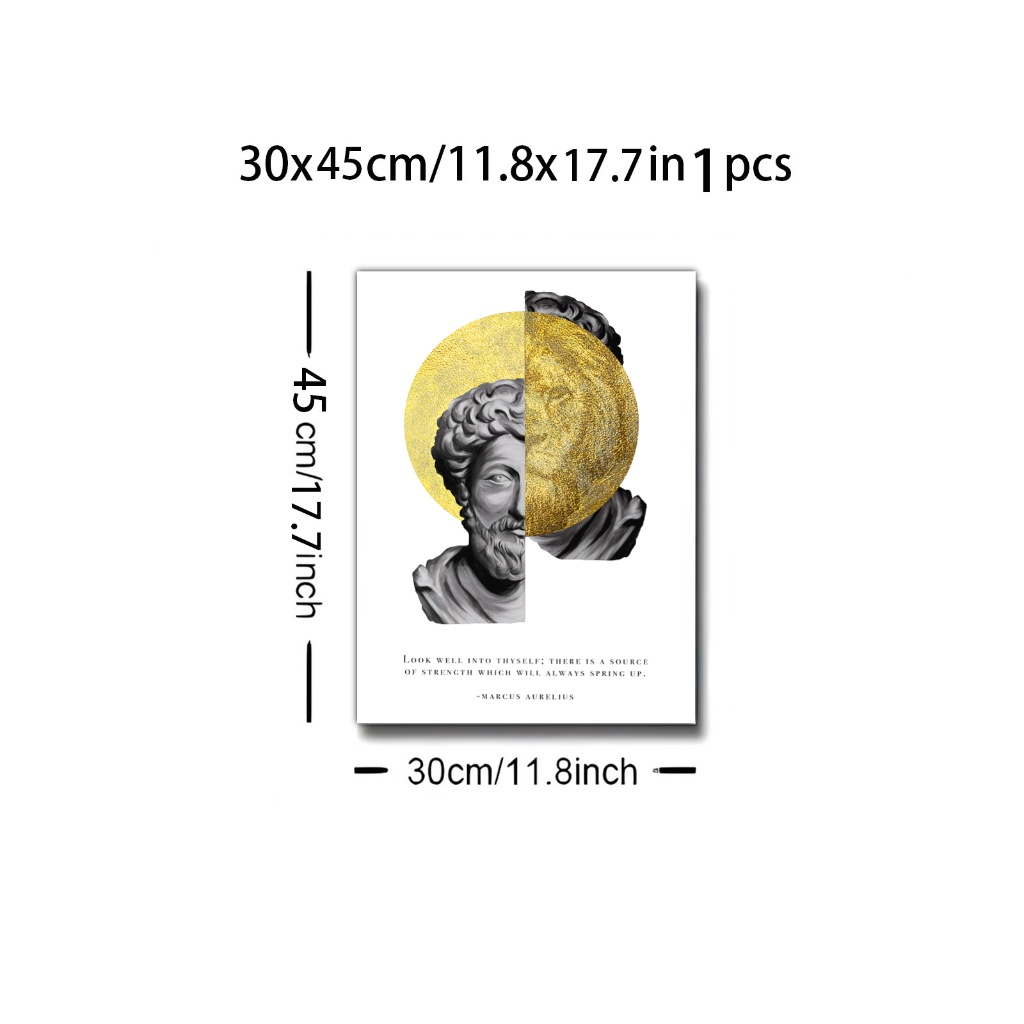 30x45cm/11.8x17.7in 1 pcs
45 cm/17.7inch
LOOK WELL INTO THYSELF; THERE IS A SOURCE
OF STRENGTH WHICH WILL ALWAYS SPRING UP.
-MARCUS AURELIUS
30cm/11.8inch